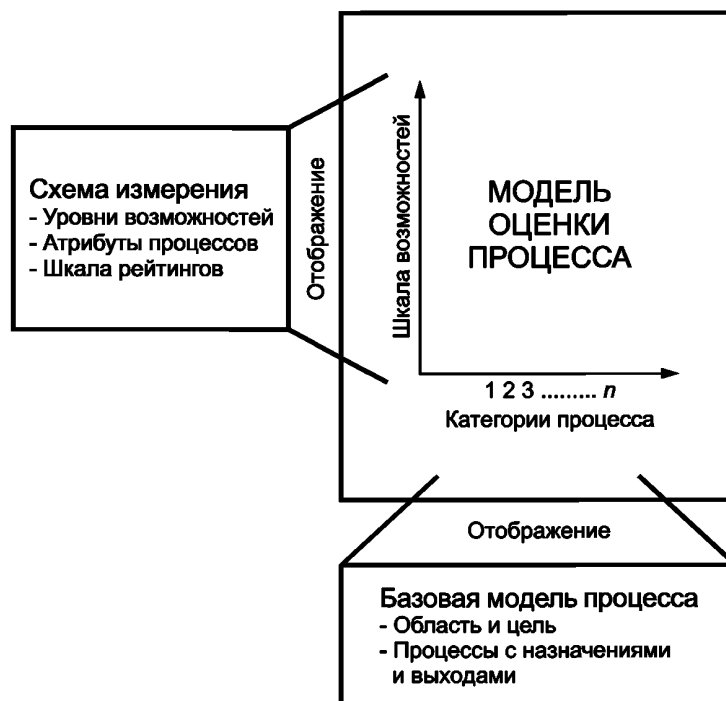 Схема измерения
- Уровни возможностей
- Атрибуты процессов
- Шкала рейтингов
Отображение
Шкала возможностей
МОДЕЛЬ
ОЦЕНКИ
ПРОЦЕССА
1 2 3 ......... n
Категории процесса
Отображение
Базовая модель процесса
- Область и цель
- Процессы с назначениями
и выходами